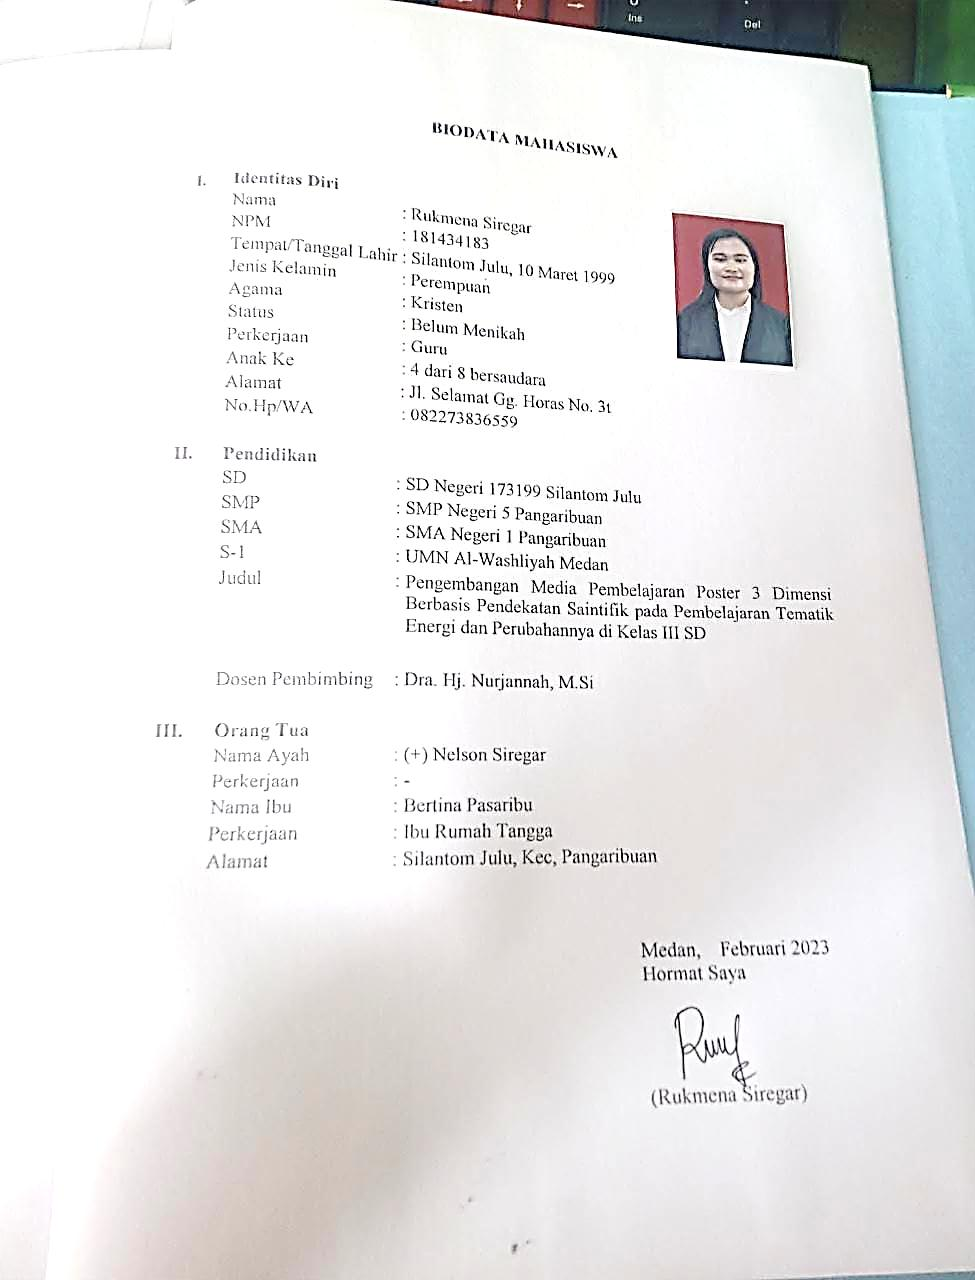 Ins
Del
BIODATA MAHASISWA
I. Identitas Diri
Nama : Rukmena Siregar
NPM : 181434183
Tempat/Tanggal Lahir : Silantom Julu, 10 Maret 1999
Jenis Kelamin : Perempuan
Agama : Kristen
Status : Belum Menikah
Perkerjaan : Guru
Anak Ke : 4 dari 8 bersaudara
Alamat : Jl. Selamat Gg. Horas No. 3t
No.Hp/WA : 082273836559
II. Pendidikan
SD : SD Negeri 173199 Silantom Julu
SMP : SMP Negeri 5 Pangaribuan
SMA : SMA Negeri 1 Pangaribuan
S-1 : UMN Al-Washliyah Medan
Judul : Pengembangan Media Pembelajaran Poster 3 Dimensi
Berbasis Pendekatan Saintifik pada Pembelajaran Tematik
Energi dan Perubahannya di Kelas III SD
Dosen Pembimbing : Dra. Hj. Nurjannah, M.Si
III. Orang Tua
Nama Ayah : (+) Nelson Siregar
Perkerjaan : -
Nama Ibu : Bertina Pasaribu
Perkerjaan : Ibu Rumah Tangga
Alamat : Silantom Julu, Kec, Pangaribuan
Medan, Februari 2023
Hormat Saya
(Rukmena Siregar)